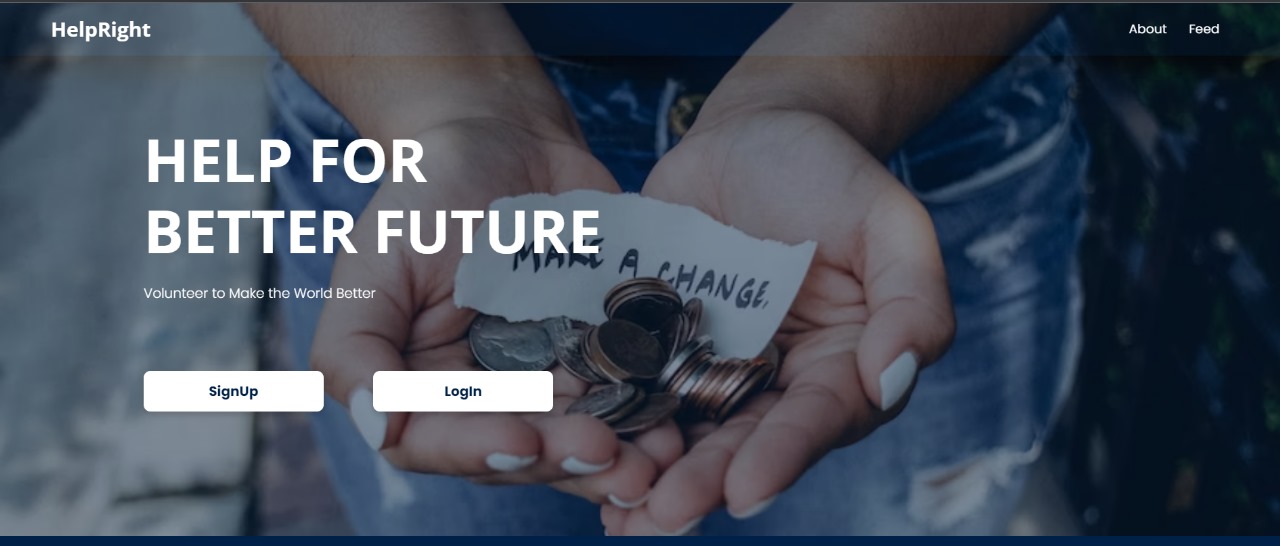 HelpRight
About Feed
HELP FOR
BETTER FUTURE
MAKE A CHANGE,
Volunteer to Make the World Better
SignUp LogIn